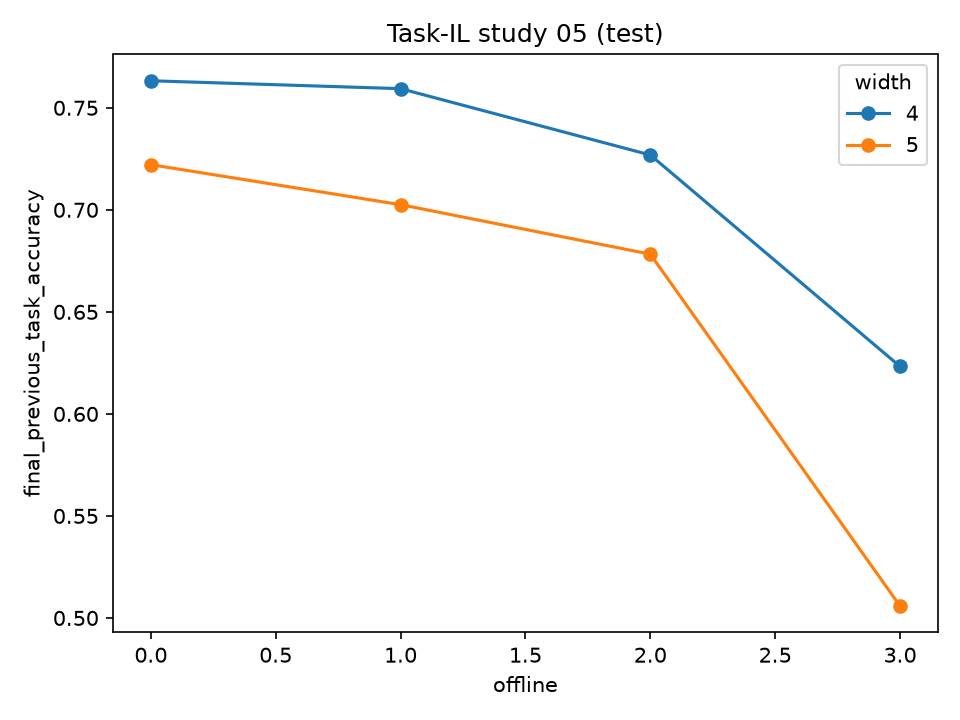 Task-IL study 05 (test)
width
4
5
0.75
0.70
0.65
0.60
0.55
0.50
final_previous_task_accuracy
0.0 0.5 1.0 1.5 2.0 2.5 3.0
offline